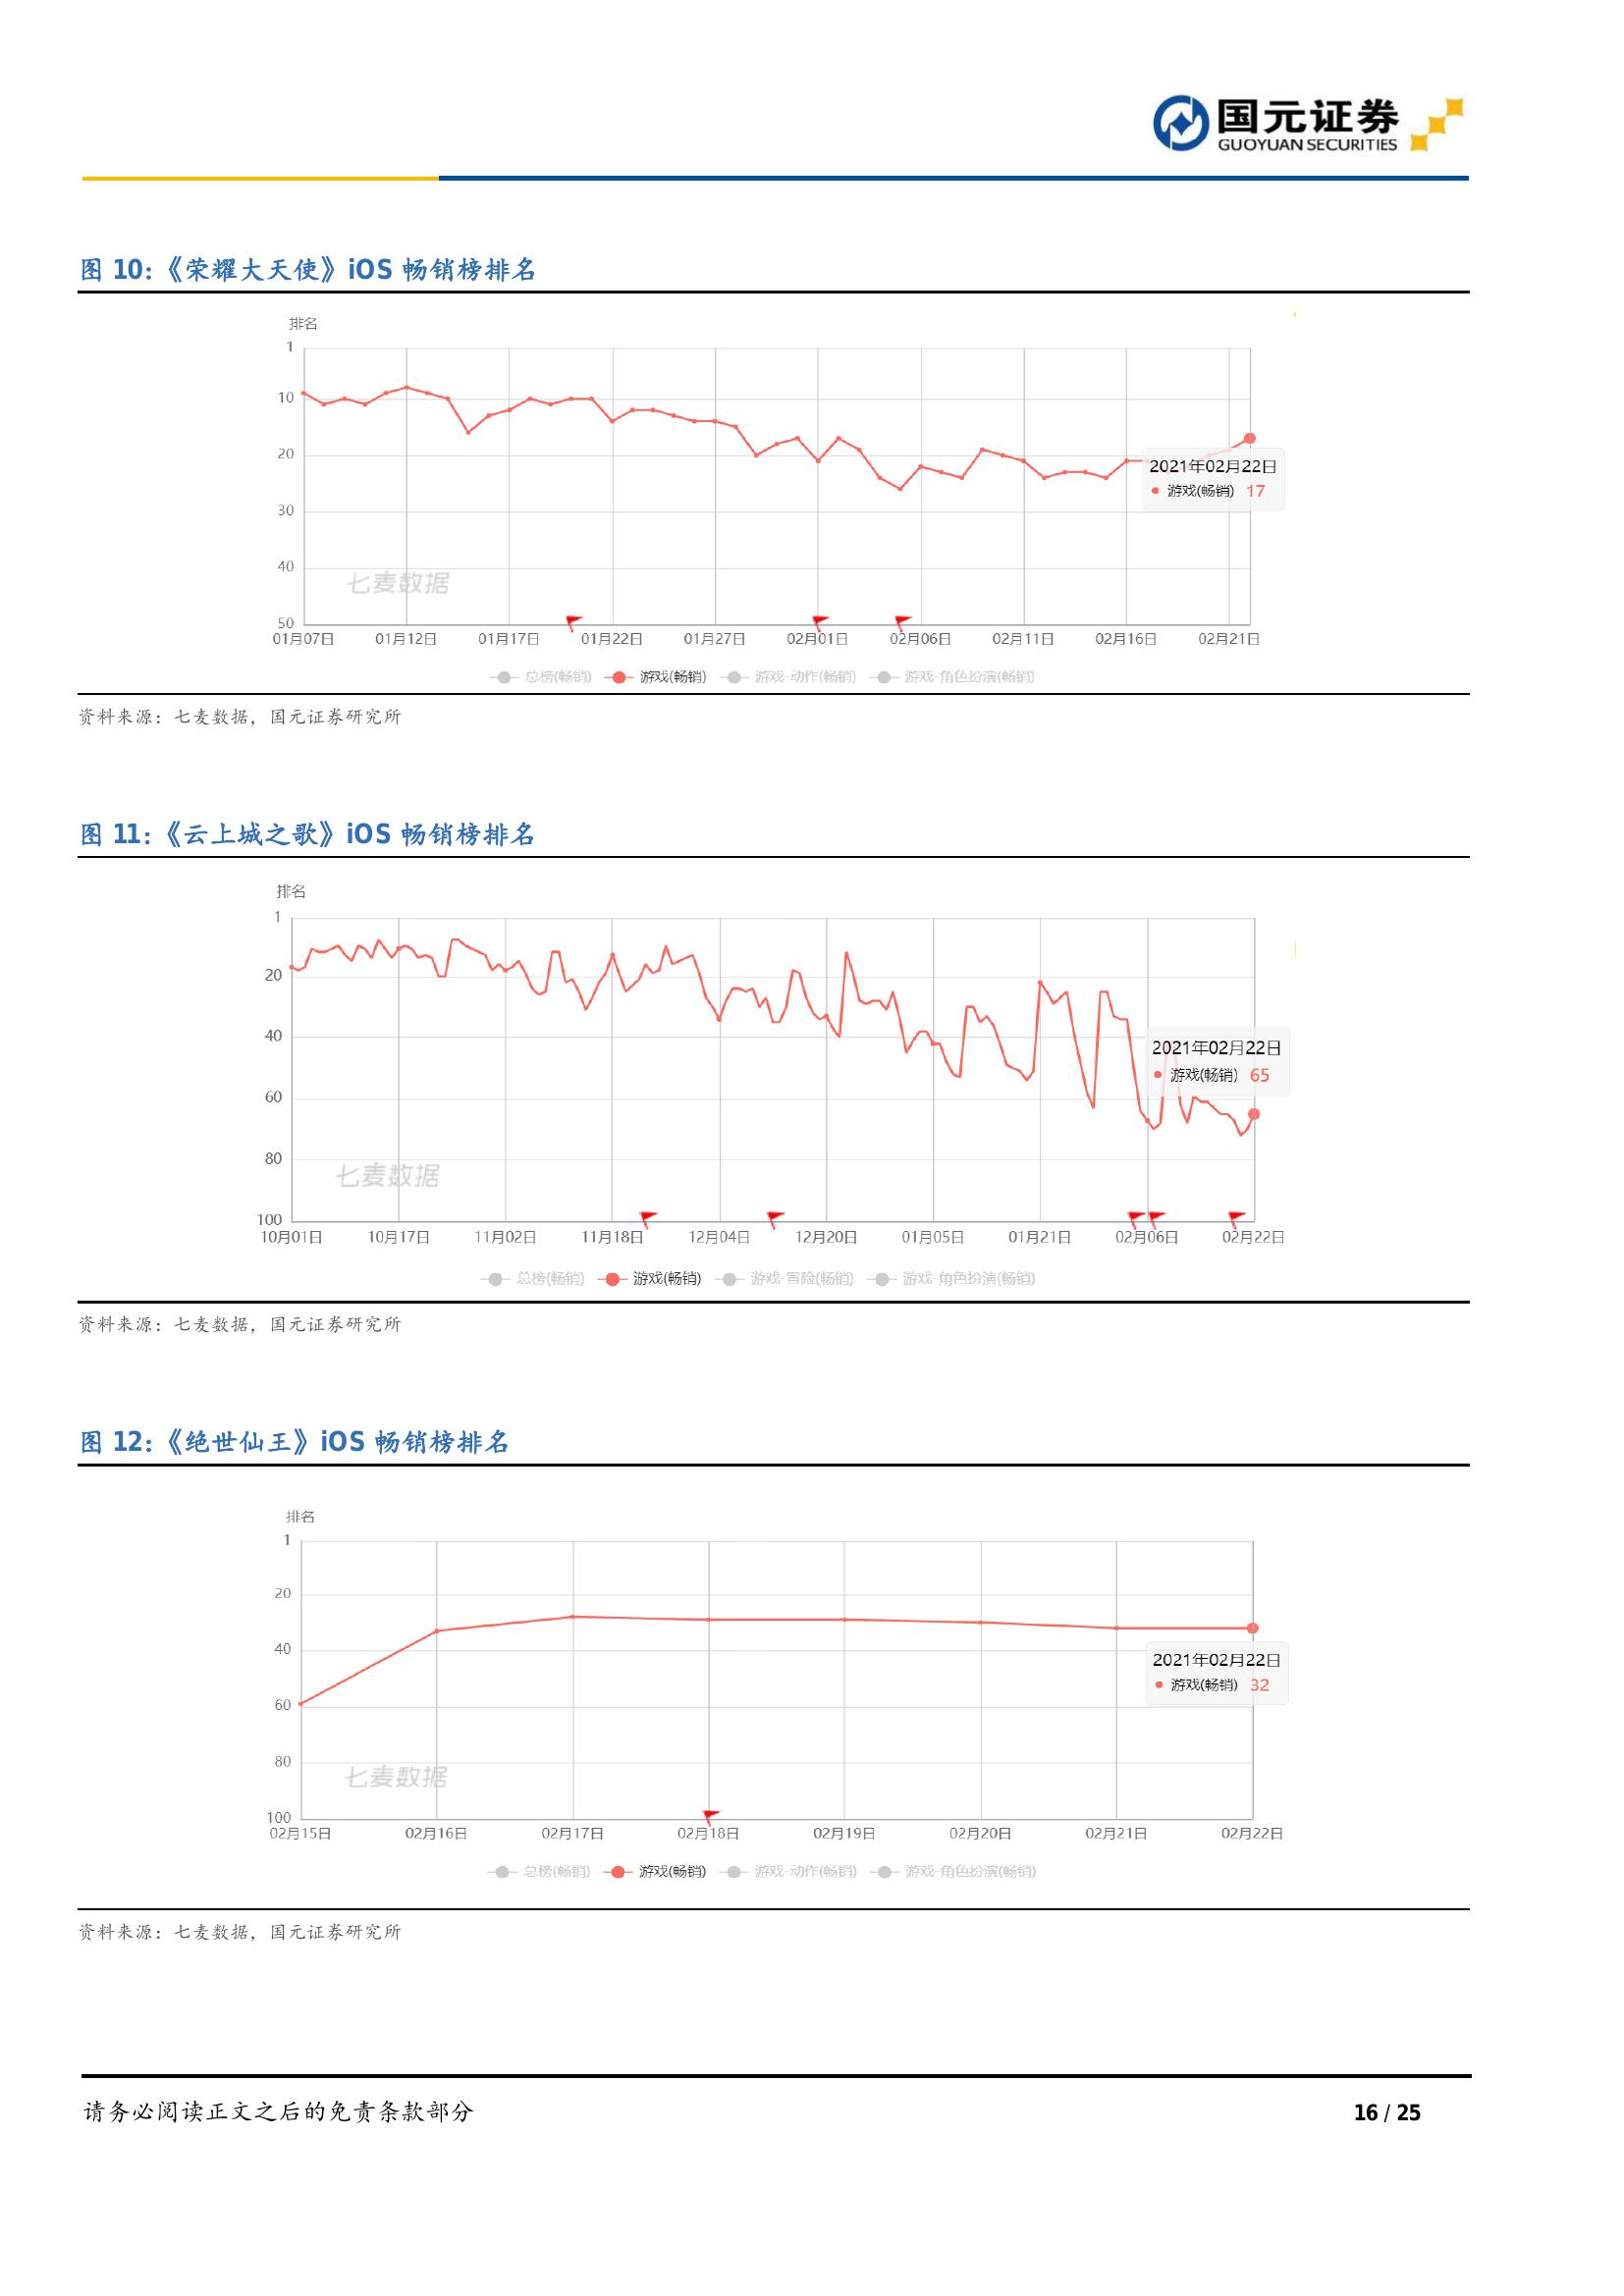 国元证券
GUOYUAN SECURITIES
图 10:《荣耀大天使》iOS 畅销榜排名
排名
1
10
20
30
40
50
2021年02月22日
游戏(畅销) 17
七麦数据
01月07日 01月12日 01月17日 01月22日 01月27日 02月01日 02月06日 02月11日 02月16日 02月21日
总榜(畅销) 游戏(畅销) 游戏-动作(畅销) 游戏-角色扮演(畅销)
资料来源：七麦数据，国元证券研究所
图 11:《云上城之歌》iOS 畅销榜排名
排名
1
20
40
60
80
100
2021年02月22日
游戏(畅销) 65
七麦数据
10月01日 10月17日 11月02日 11月18日 12月04日 12月20日 01月05日 01月21日 02月06日 02月22日
总榜(畅销) 游戏(畅销) 游戏-冒险(畅销) 游戏-角色扮演(畅销)
资料来源：七麦数据，国元证券研究所
图 12:《绝世仙王》iOS 畅销榜排名
排名
1
20
40
60
80
100
2021年02月22日
游戏(畅销) 32
七麦数据
02月15日 02月16日 02月17日 02月18日 02月19日 02月20日 02月21日 02月22日
总榜(畅销) 游戏(畅销) 游戏-动作(畅销) 游戏-角色扮演(畅销)
资料来源：七麦数据，国元证券研究所
请务必阅读正文之后的免责条款部分 16 / 25